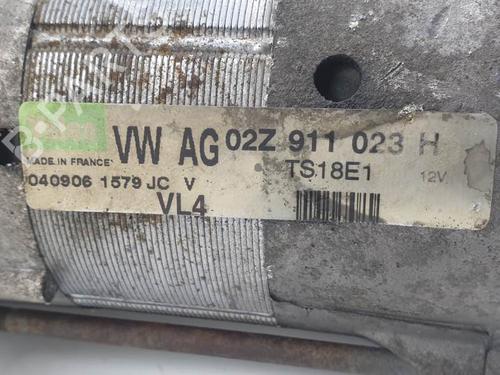 VW AG 02Z 911 023 H
MADE IN FRANCE
TS18E1 12V
040906 1579 JC V
VL4